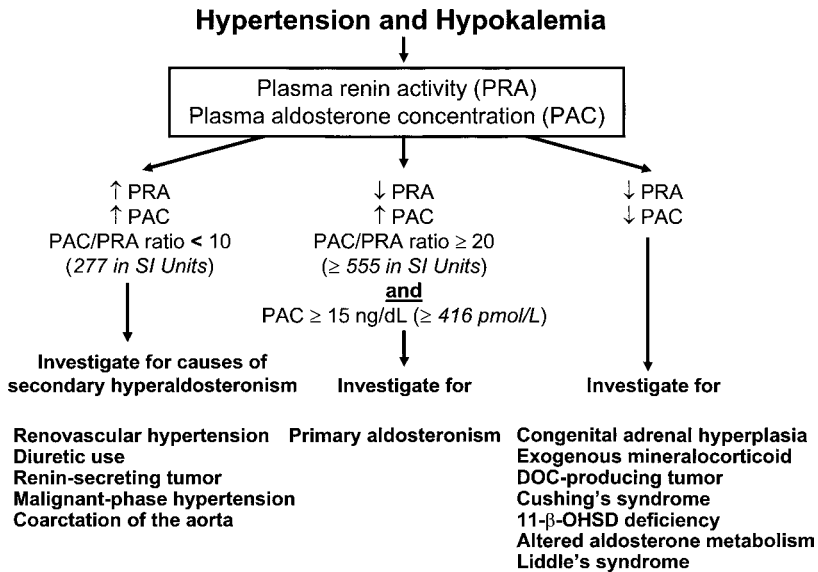 Hypertension and Hypokalemia
Plasma renin activity (PRA)
Plasma aldosterone concentration (PAC)
↑ PRA
↑ PAC
PAC/PRA ratio < 10
(277 in SI Units)
Investigate for causes of
secondary hyperaldosteronism
Renovascular hypertension
Diuretic use
Renin-secreting tumor
Malignant-phase hypertension
Coarctation of the aorta
↓ PRA
↑ PAC
PAC/PRA ratio ≥ 20
(≥ 555 in SI Units)
and
PAC ≥ 15 ng/dL (≥ 416 pmol/L)
Investigate for
Primary aldosteronism
↓ PRA
↓ PAC
Investigate for
Congenital adrenal hyperplasia
Exogenous mineralocorticoid
DOC-producing tumor
Cushing's syndrome
11-β-OHSD deficiency
Altered aldosterone metabolism
Liddle's syndrome